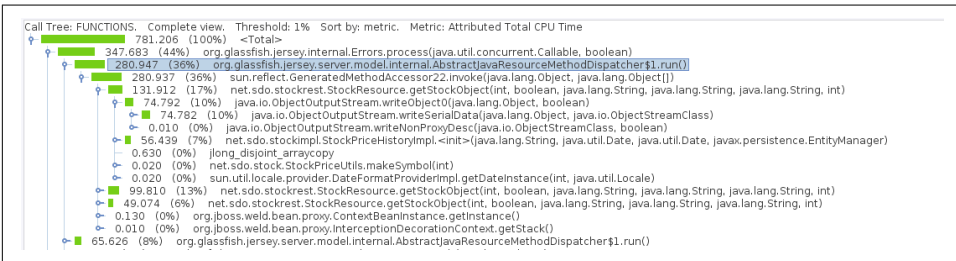 Call Tree: FUNCTIONS. Complete view. Threshold: 1% Sort by: metric. Metric: Attributed Total CPU Time
781.206 (100%) <Total>
347.683 (44%) org.glassfish.jersey.internal.Errors.process(java.util.concurrent.Callable, boolean)
280.947 (36%) org.glassfish.jersey.server.model.internal.AbstractJavaResourceMethodDispatcher$1.run()
280.937 (36%) sun.reflect.GeneratedMethodAccessor22.invoke(java.lang.Object, java.lang.Object[])
131.912 (17%) net.sdo.stockrest.StockResource.getStockObject(int, boolean, java.lang.String, java.lang.String, java.lang.String, int)
74.792 (10%) java.io.ObjectOutputStream.writeObject0(java.lang.Object, boolean)
74.782 (10%) java.io.ObjectOutputStream.writeSerialData(java.lang.Object, java.io.ObjectStreamClass)
0.010 (0%) java.io.ObjectOutputStream.writeNonProxyDesc(java.io.ObjectStreamClass, boolean)
56.439 (7%) net.sdo.stockimpl.StockPriceHistoryImpl.<init>(java.lang.String, java.util.Date, java.util.Date, javax.persistence.EntityManager)
0.630 (0%) jlong_disjoint_arraycopy
0.020 (0%) net.sdo.stock.StockPriceUtils.makeSymbol(int)
0.020 (0%) sun.util.locale.provider.DateFormatProviderImpl.getDateInstance(int, java.util.Locale)
99.810 (13%) net.sdo.stockrest.StockResource.getStockObject(int, boolean, java.lang.String, java.lang.String, java.lang.String, int)
49.074 (6%) net.sdo.stockrest.StockResource.getStockObject(int, boolean, java.lang.String, java.lang.String, java.lang.String, int)
0.130 (0%) org.jboss.weld.bean.proxy.ContextBeanInstance.getInstance()
0.010 (0%) org.jboss.weld.bean.proxy.InterceptionDecorationContext.getStack()
65.626 (8%) org.glassfish.jersey.server.model.internal.AbstractJavaResourceMethodDispatcher$1.run()